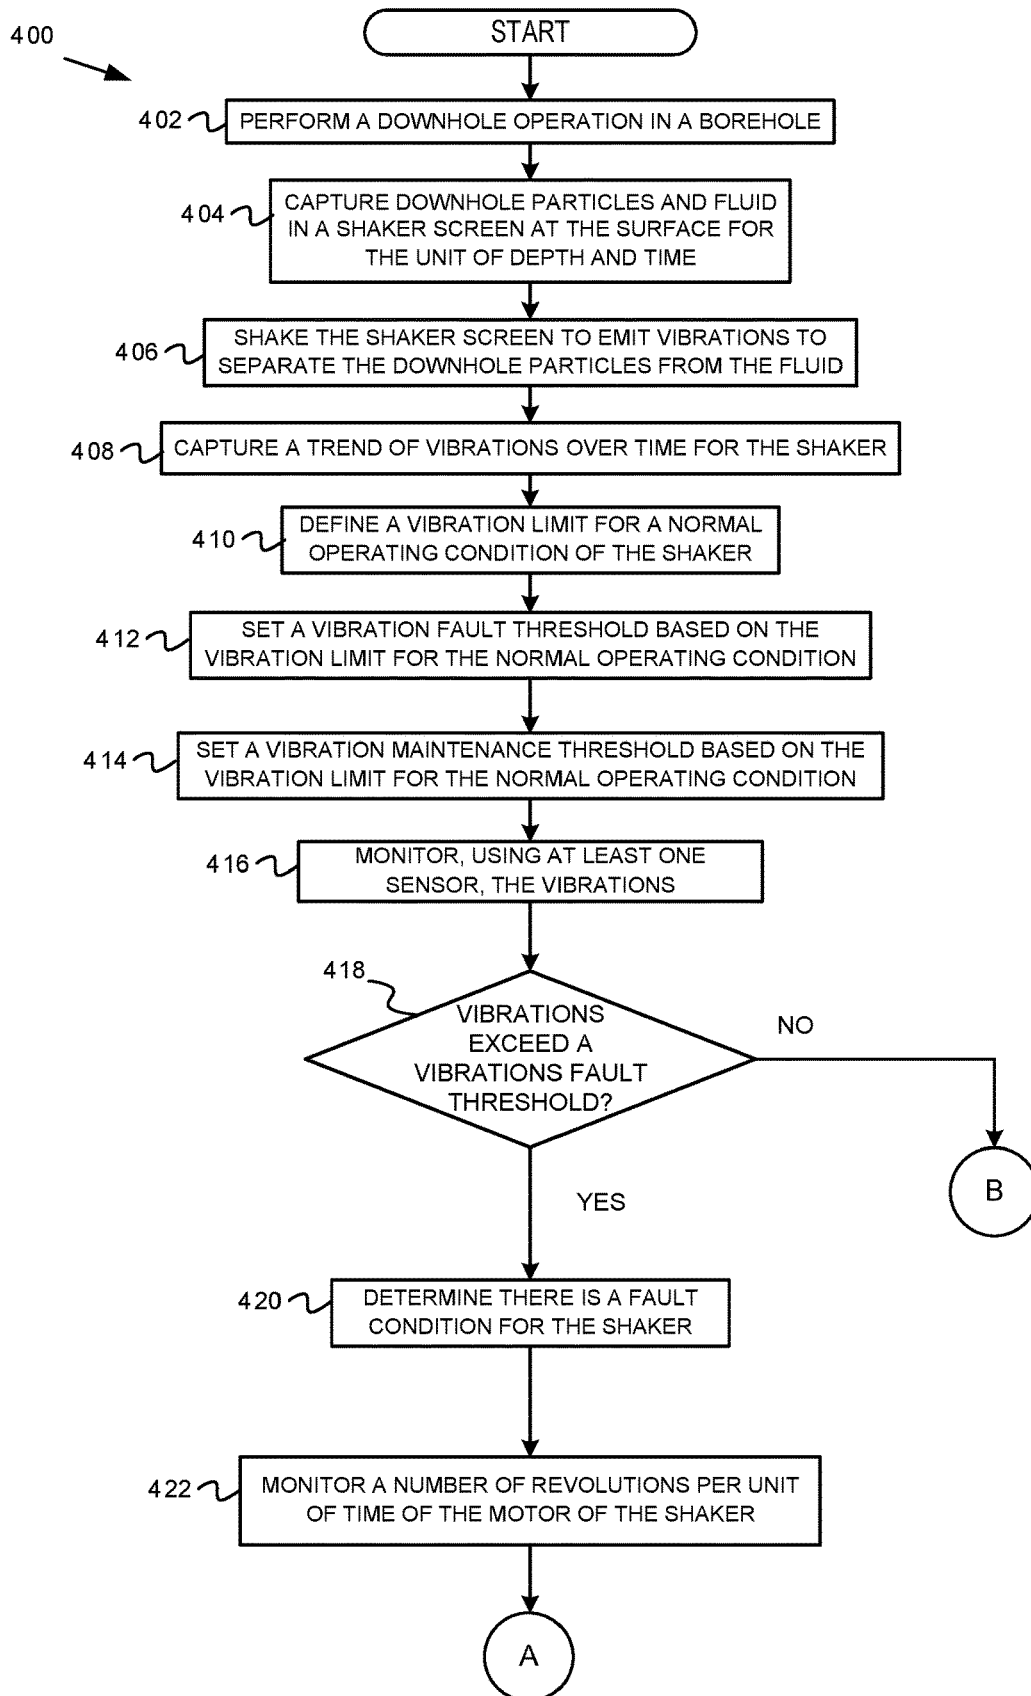 400
START
402
PERFORM A DOWNHOLE OPERATION IN A BOREHOLE
404
CAPTURE DOWNHOLE PARTICLES AND FLUID
IN A SHAKER SCREEN AT THE SURFACE FOR
THE UNIT OF DEPTH AND TIME
406
SHAKE THE SHAKER SCREEN TO EMIT VIBRATIONS TO
SEPARATE THE DOWNHOLE PARTICLES FROM THE FLUID
408
CAPTURE A TREND OF VIBRATIONS OVER TIME FOR THE SHAKER
410
DEFINE A VIBRATION LIMIT FOR A NORMAL
OPERATING CONDITION OF THE SHAKER
412
SET A VIBRATION FAULT THRESHOLD BASED ON THE
VIBRATION LIMIT FOR THE NORMAL OPERATING CONDITION
414
SET A VIBRATION MAINTENANCE THRESHOLD BASED ON THE
VIBRATION LIMIT FOR THE NORMAL OPERATING CONDITION
416
MONITOR, USING AT LEAST ONE
SENSOR, THE VIBRATIONS
418
VIBRATIONS
EXCEED A
VIBRATIONS FAULT
THRESHOLD?
NO
B
YES
420
DETERMINE THERE IS A FAULT
CONDITION FOR THE SHAKER
422
MONITOR A NUMBER OF REVOLUTIONS PER UNIT
OF TIME OF THE MOTOR OF THE SHAKER
A